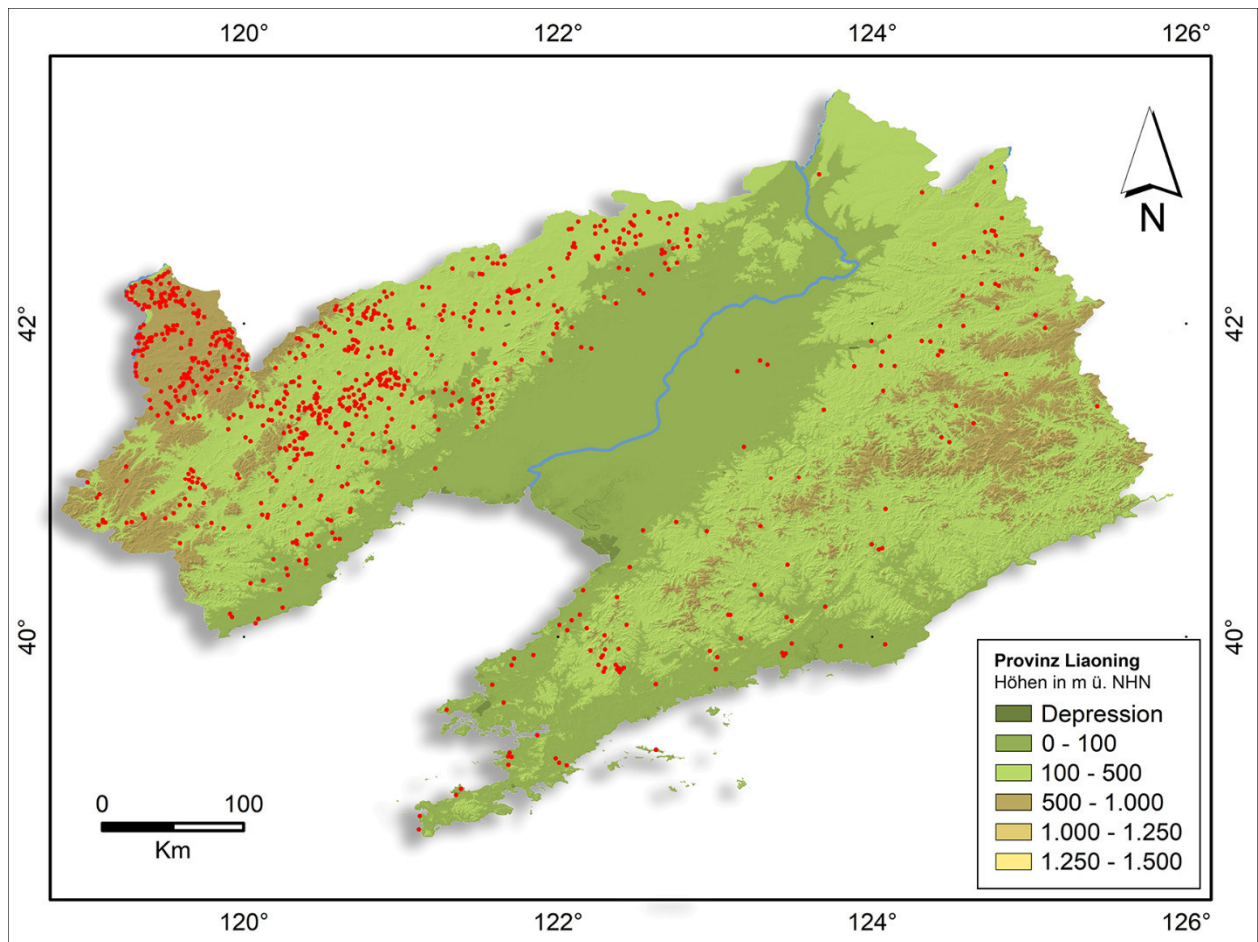 120° 122° 124° 126°
N
42° 42°
40° 40°
Provinz Liaoning
Höhen in m ü. NHN
Depression
0 - 100
100 - 500
500 - 1.000
1.000 - 1.250
1.250 - 1.500
0 100
Km
120° 122° 124° 126°